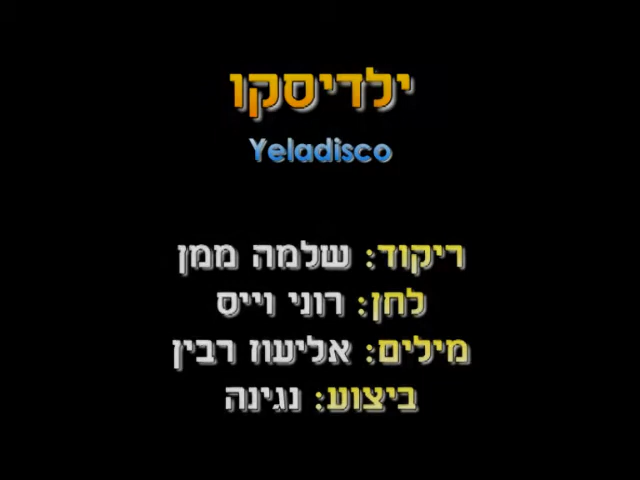 ילדיסקו
Yeladisco
ריקוד: שלמה ממן
לחן: רוני וייס
מילים: אליעוז רבין
ביצוע: נגינה